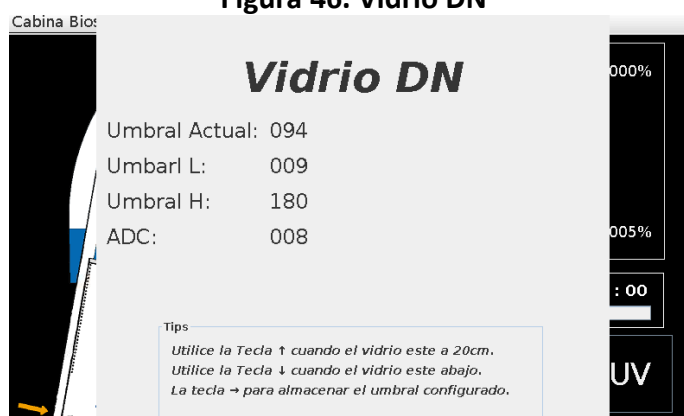 Figura 46. Vidrio DN
Cabina Bios
Vidrio DN
000%
Umbral Actual: 094
Umbarl L: 009
Umbral H: 180
ADC: 008
005%
: 00
Tips
Utilice la Tecla ↑ cuando el vidrio este a 20cm.
Utilice la Tecla ↓ cuando el vidrio este abajo.
La tecla → para almacenar el umbral configurado.
UV